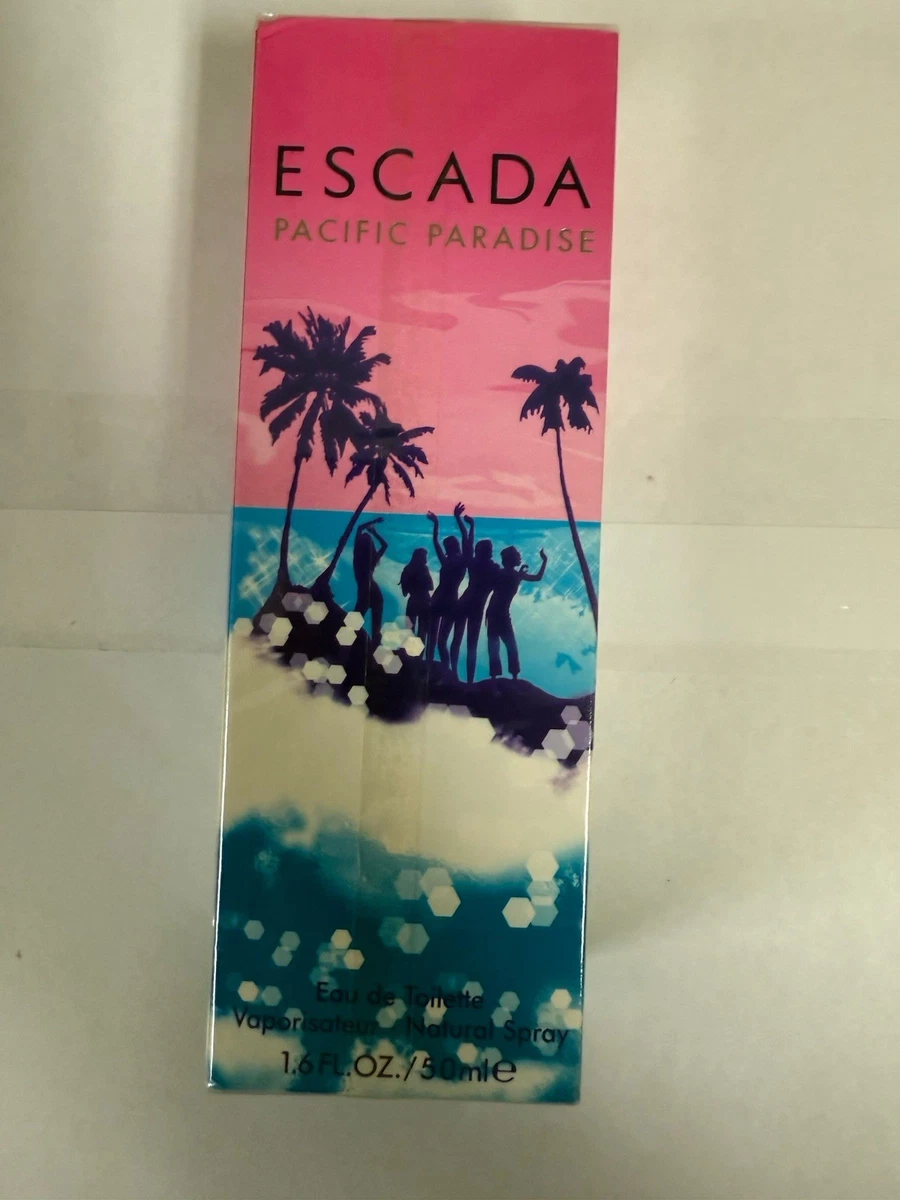 ESCADA
PACIFIC PARADISE
Eau de Toilette
Vaporisateur Natural Spray
1.6 FL.OZ./50ml e